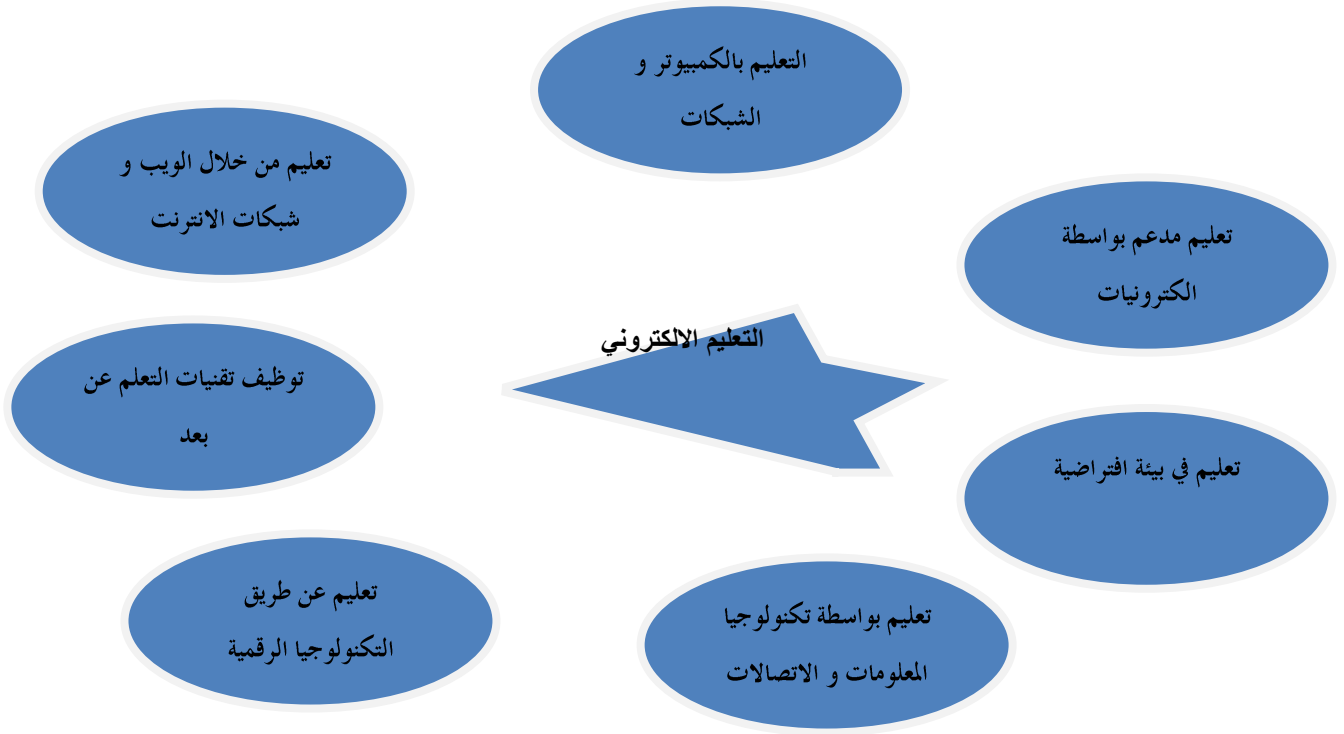 التعليم بالكمبيوتر و
الشبكات
تعليم مدعم بواسطة
الكترونيات
تعليم في بيئة افتراضية
تعليم بواسطة تكنولوجيا
المعلومات و الاتصالات
تعليم عن طريق
التكنولوجيا الرقمية
توظيف تقنيات التعلم عن
بعد
تعليم من خلال الويب و
شبكات الانترنت
التعليم الالكتروني